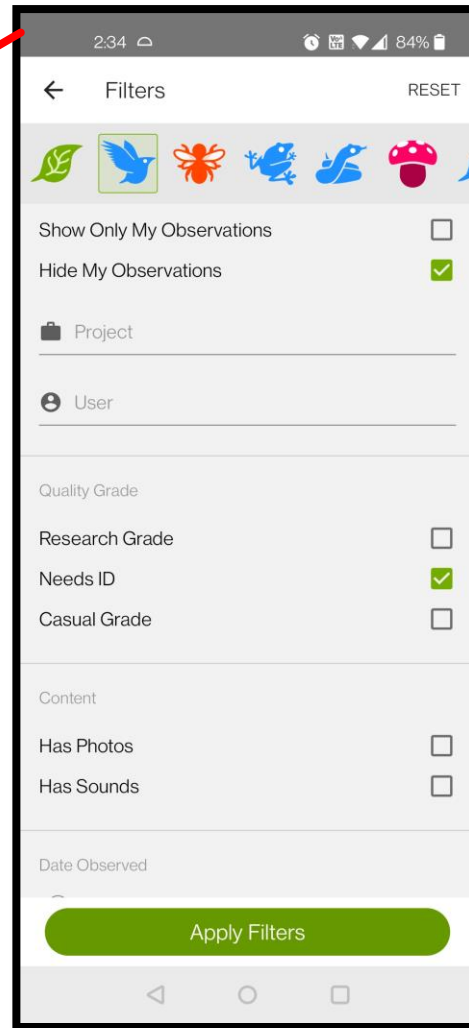 2:34 84%
Filters RESET
Show Only My Observations
Hide My Observations
Project
User
Quality Grade
Research Grade
Needs ID
Casual Grade
Content
Has Photos
Has Sounds
Date Observed
Apply Filters